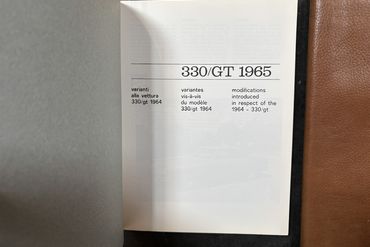 330/GT 1965
varianti
alla vettura
330/gt 1964
variantes
vis-à-vis
du modèle
330/gt 1964
modifications
introduced
in respect of the
1964 - 330/gt